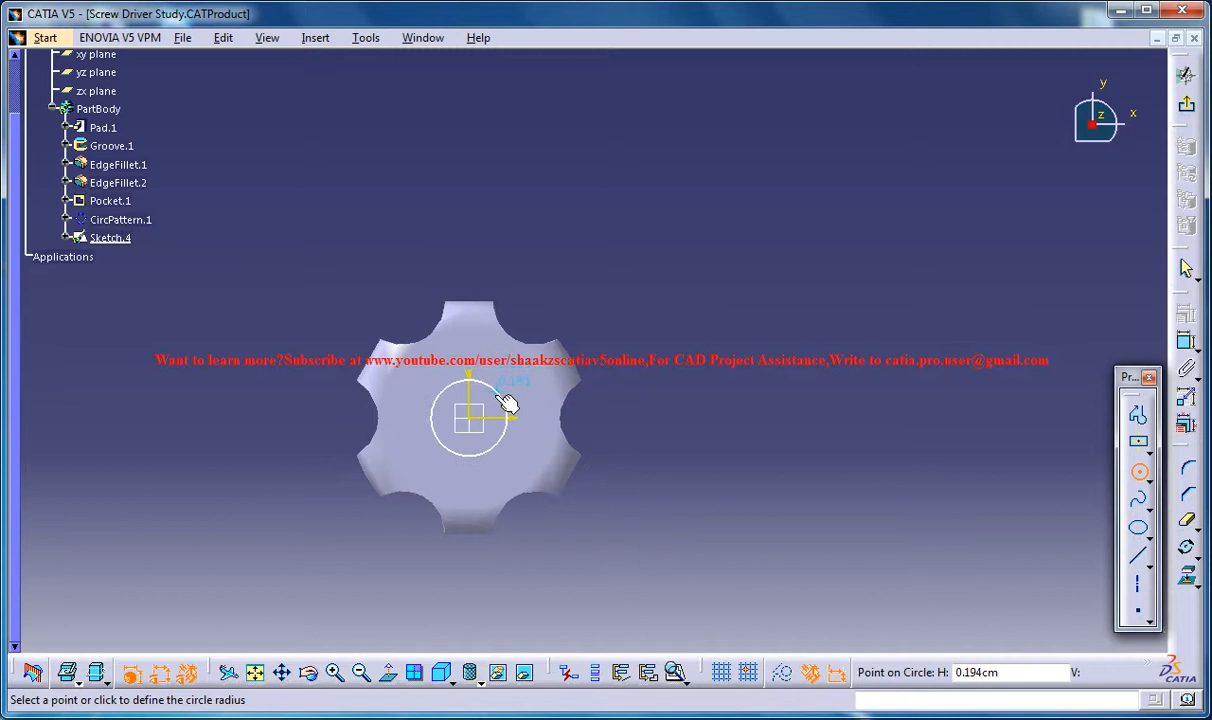 CATIA V5 - [Screw Driver Study.CATProduct]
Start ENOVIA V5 VPM File Edit View Insert Tools Window Help
xy plane
yz plane
zx plane
PartBody
Pad.1
Groove.1
EdgeFillet.1
EdgeFillet.2
Pocket.1
CircPattern.1
Sketch.4
Applications
y
x
z
Want to learn more?Subscribe at www.youtube.com/user/shaakzscatiav5online,For CAD Project Assistance,Write to catia.pro.user@gmail.com
Pr...
Point on Circle: H: 0.194cm V:
Select a point or click to define the circle radius
CATIA